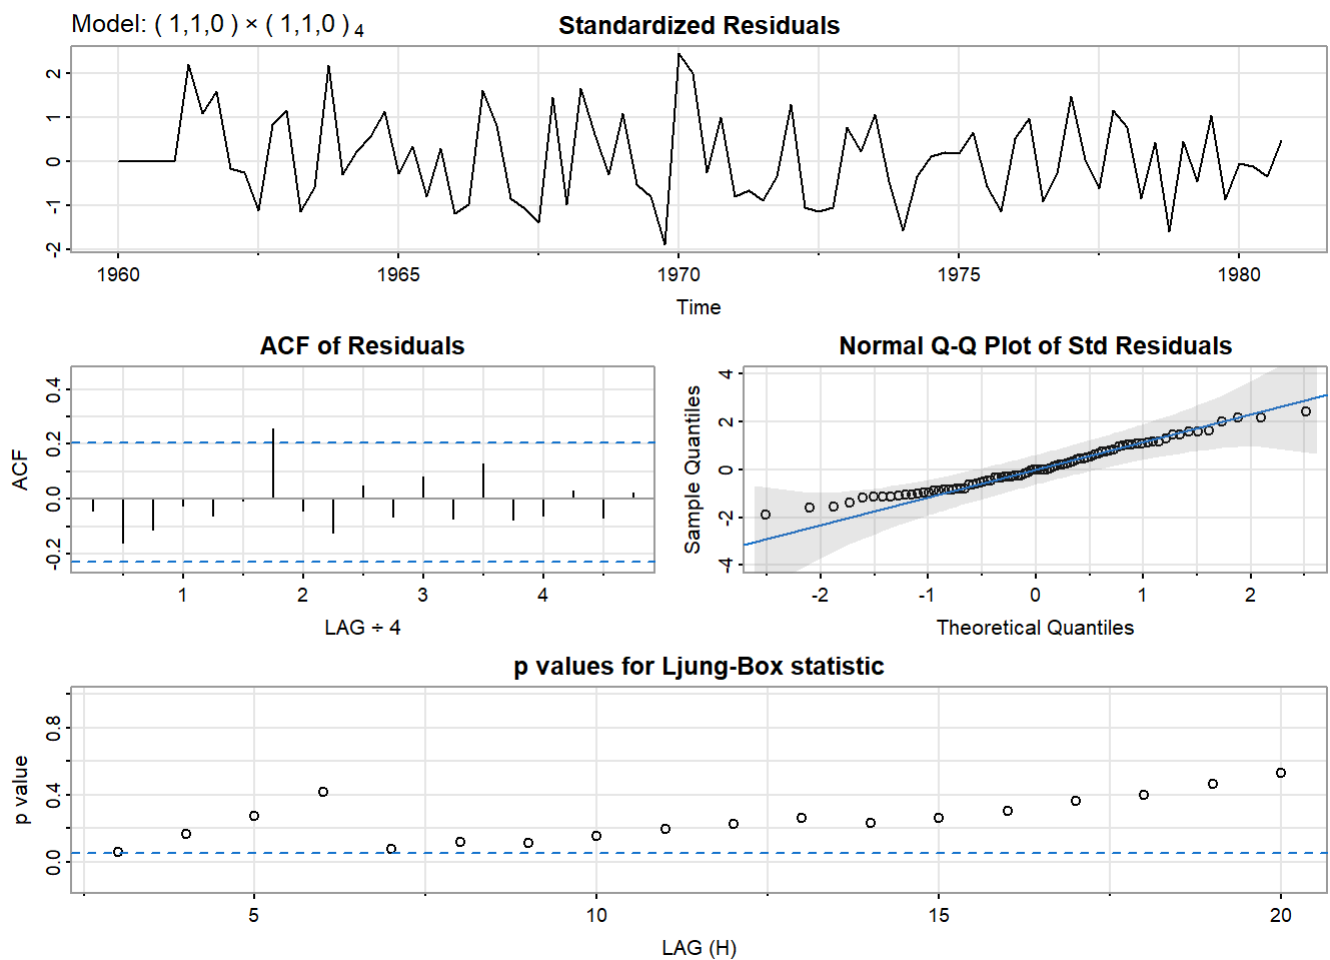 Model: ( 1,1,0 ) × ( 1,1,0 ) 4
Standardized Residuals
2
1
0
-1
-2
1960 1965 1970 1975 1980
Time
ACF of Residuals
ACF
0.4
0.2
0.0
-0.2
1 2 3 4
LAG ÷ 4
Normal Q-Q Plot of Std Residuals
Sample Quantiles
4
2
0
-2
-4
-2 -1 0 1 2
Theoretical Quantiles
p values for Ljung-Box statistic
p value
0.8
0.4
0.0
5 10 15 20
LAG (H)